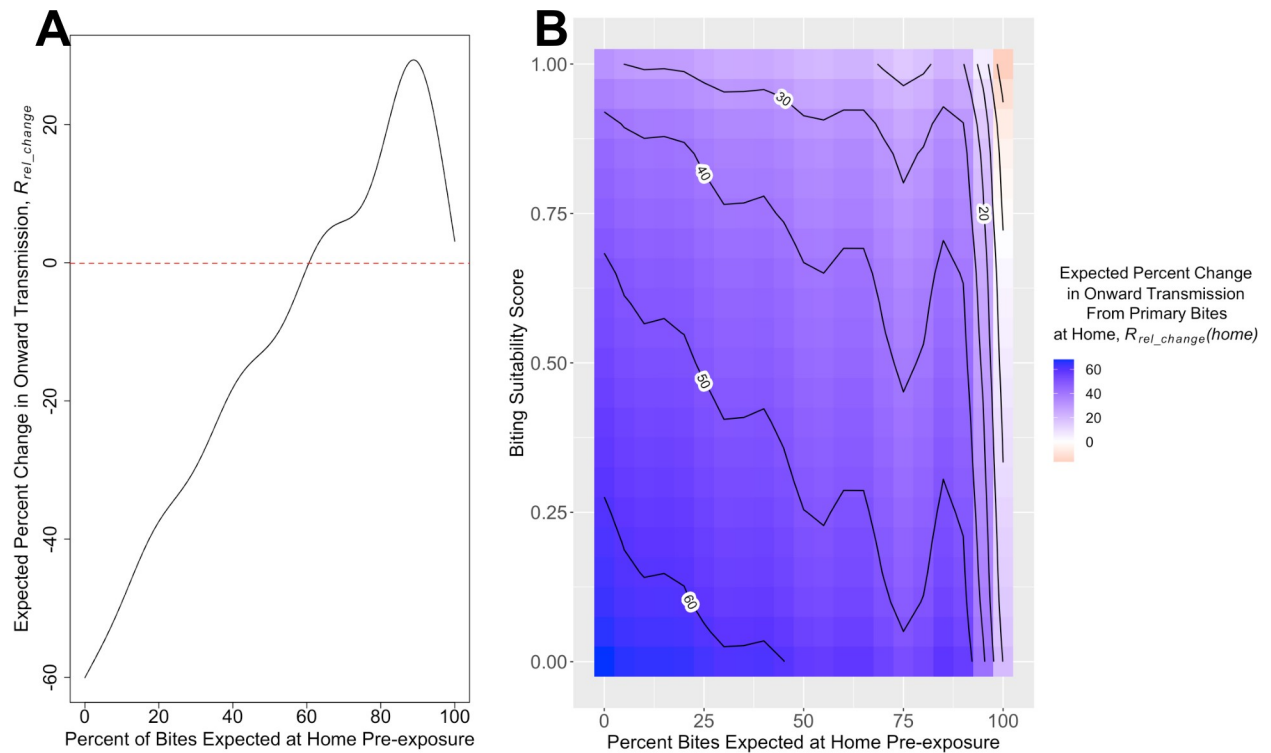 A
Expected Percent Change in Onward Transmission, R_rel_change
20
0
-20
-40
-60
0 20 40 60 80 100
Percent of Bites Expected at Home Pre-exposure
B
Biting Suitability Score
1.00
0.75
0.50
0.25
0.00
30
40
20
50
60
0 25 50 75 100
Percent Bites Expected at Home Pre-exposure
Expected Percent Change
in Onward Transmission
From Primary Bites
at Home, R_rel_change(home)
60
40
20
0